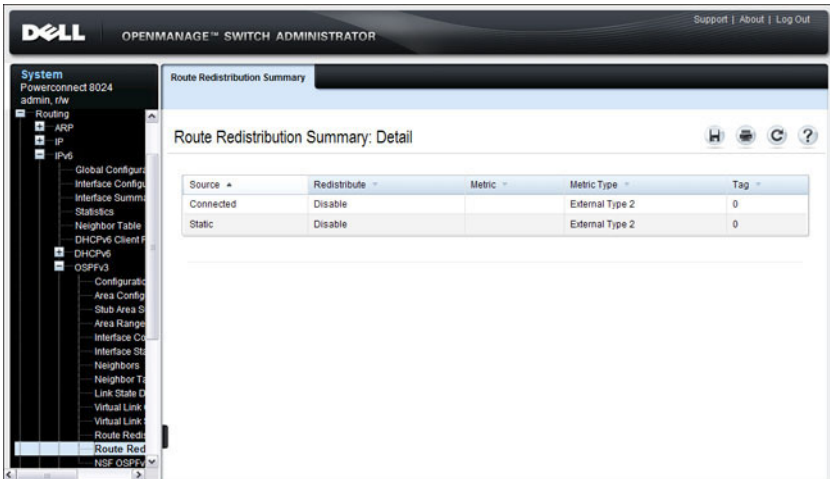 Support | About | Log Out
DELL
OPENMANAGE™ SWITCH ADMINISTRATOR
System
Powerconnect 8024
admin, r/w
Routing
ARP
IP
IPv6
Global Configura
Interface Configu
Interface Summa
Statistics
Neighbor Table
DHCPv6 Client P
DHCPv6
OSPFv3
Configuratio
Area Config
Stub Area S
Area Range
Interface Co
Interface Sta
Neighbors
Neighbor Ta
Link State D
Virtual Link
Virtual Link
Route Redis
Route Red
NSF OSPFv
Route Redistribution Summary
Route Redistribution Summary: Detail
Source Redistribute Metric Metric Type Tag
Connected Disable External Type 2 0
Static Disable External Type 2 0